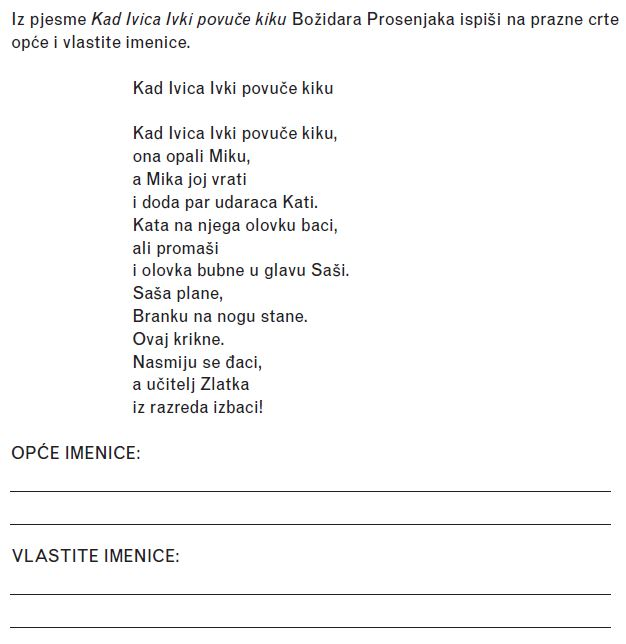 Iz pjesme Kad Ivica Ivki povuče kiku Božidara Prosenjaka ispiši na prazne crte
opće i vlastite imenice.
Kad Ivica Ivki povuče kiku
Kad Ivica Ivki povuče kiku,
ona opali Miku,
a Mika joj vrati
i doda par udaraca Kati.
Kata na njega olovku baci,
ali promaši
i olovka bubne u glavu Saši.
Saša plane,
Branku na nogu stane.
Ovaj krikne.
Nasmiju se đaci,
a učitelj Zlatka
iz razreda izbaci!
OPĆE IMENICE:
VLASTITE IMENICE: